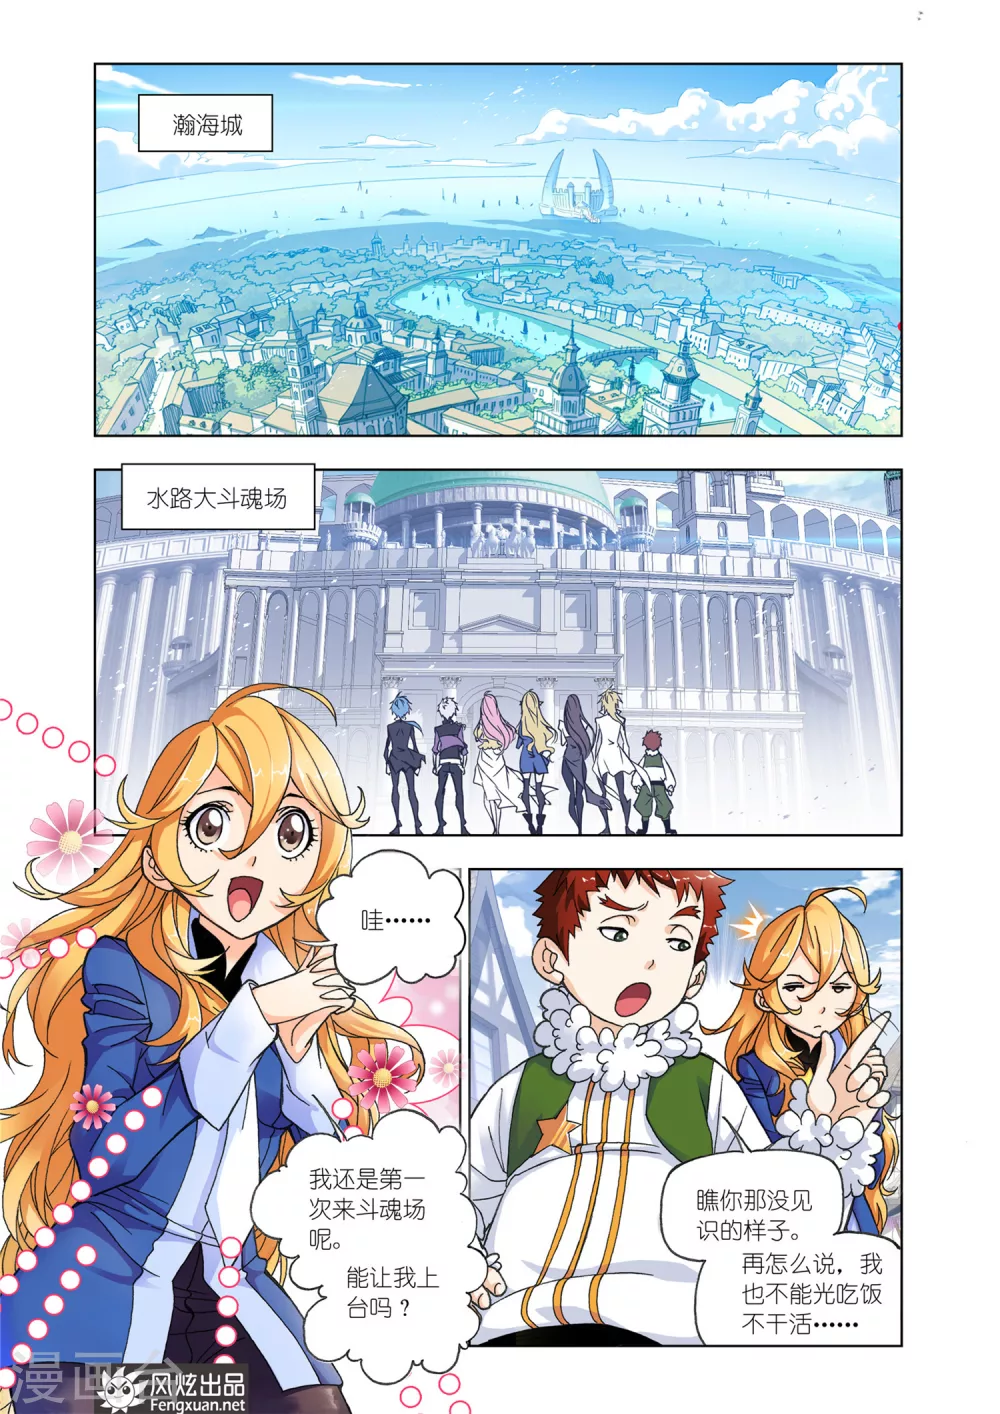 瀚海城
水路大斗魂场
哇……
我还是第一
次来斗魂场
呢。
能让我上
台吗？
瞧你那没见
识的样子。
再怎么说，我
也不能光吃饭
不干活……
漫画台
风炫出品
Fengxuan.net